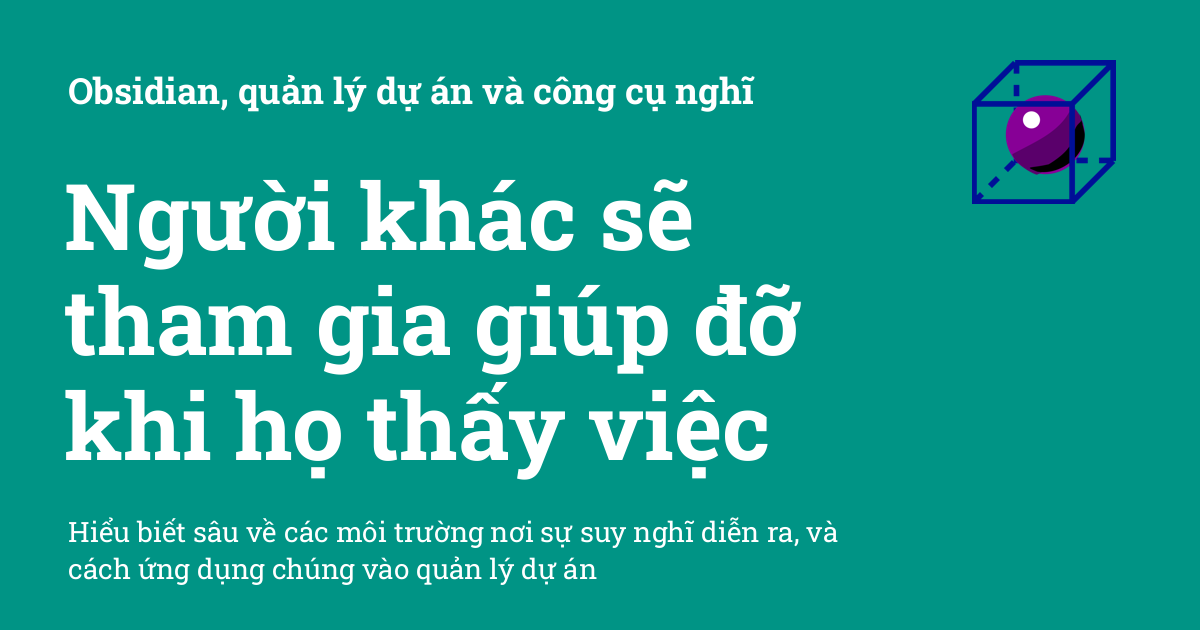 Obsidian, quản lý dự án và công cụ nghĩ
Người khác sẽ
tham gia giúp đỡ
khi họ thấy việc
Hiểu biết sâu về các môi trường nơi sự suy nghĩ diễn ra, và
cách ứng dụng chúng vào quản lý dự án